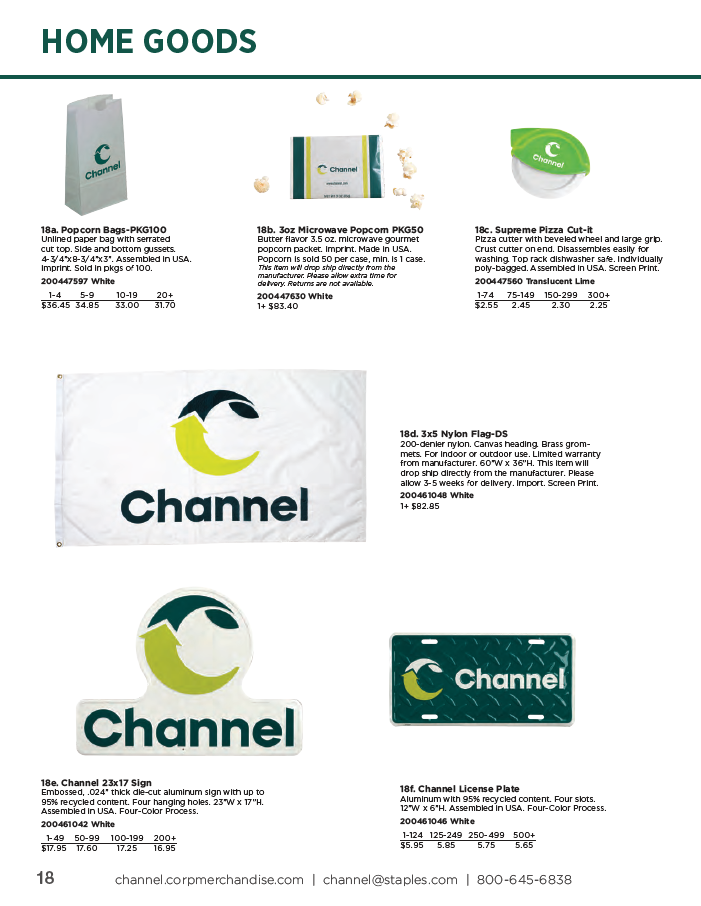 HOME GOODS
Channel
Channel
Channel
18a. Popcorn Bags-PKG100
Unlined paper bag with serrated
cut top. Side and bottom gussets.
4-3/4"x8-3/4"x3". Assembled in USA.
Imprint. Sold in pkgs of 100.
200447597 White
1-4 5-9 10-19 20+
$36.45 34.85 33.00 31.70
18b. 3oz Microwave Popcorn PKG50
Butter flavor 3.5 oz. microwave gourmet
popcorn packet. Imprint. Made in USA.
Popcorn is sold 50 per case, min. is 1 case.
This item will drop ship directly from the
manufacturer. Please allow extra time for
delivery. Returns are not available.
200447630 White
1+ $83.40
18c. Supreme Pizza Cut-it
Pizza cutter with beveled wheel and large grip.
Crust cutter on end. Disassembles easily for
washing. Top rack dishwasher safe. Individually
poly-bagged. Assembled in USA. Screen Print.
200447560 Translucent Lime
1-74 75-149 150-299 300+
$2.55 2.45 2.30 2.25
Channel
18d. 3x5 Nylon Flag-DS
200-denier nylon. Canvas heading. Brass grom-
mets. For indoor or outdoor use. Limited warranty
from manufacturer. 60"W x 36"H. This item will
drop ship directly from the manufacturer. Please
allow 3-5 weeks for delivery. Import. Screen Print.
200461048 White
1+ $82.85
Channel
Channel
18e. Channel 23x17 Sign
Embossed, .024" thick die-cut aluminum sign with up to
95% recycled content. Four hanging holes. 23"W x 17"H.
Assembled in USA. Four-Color Process.
200461042 White
1-49 50-99 100-199 200+
$17.95 17.60 17.25 16.95
18f. Channel License Plate
Aluminum with 95% recycled content. Four slots.
12"W x 6"H. Assembled in USA. Four-Color Process.
200461046 White
1-124 125-249 250-499 500+
$5.95 5.85 5.75 5.65
18 channel.corpmerchandise.com | channel@staples.com | 800-645-6838